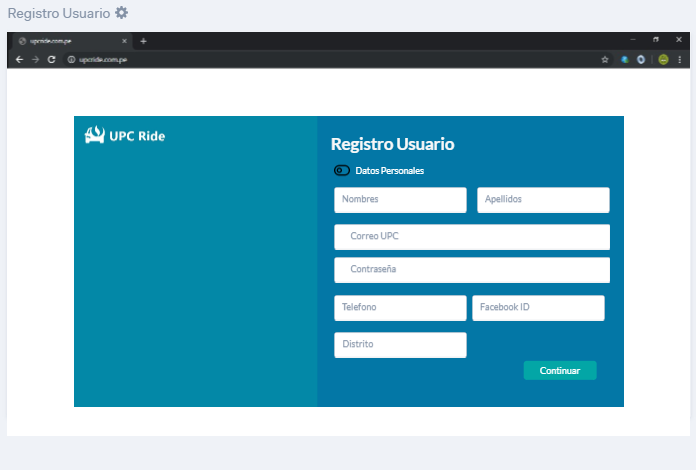 Registro Usuario
upcride.com.pe
upcride.com.pe
UPC Ride
Registro Usuario
Datos Personales
Nombres Apellidos
Correo UPC
Contraseña
Telefono Facebook ID
Distrito
Continuar